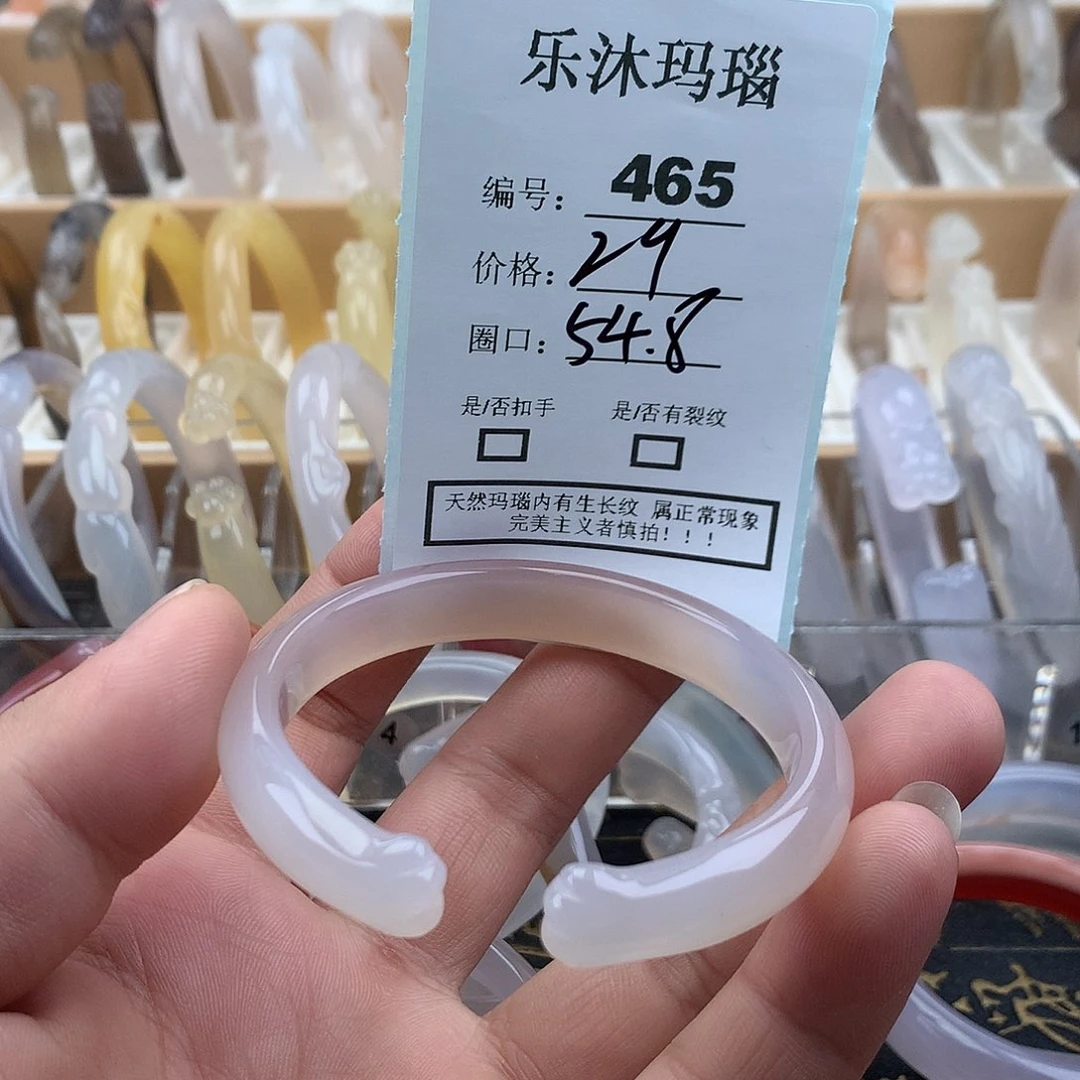 乐沐玛瑙
编号： 465
价格： 29
圈口： 54.8
是/否扣手 是/否有裂纹
天然玛瑙内有生长纹 属正常现象
完美主义者慎拍！！！
4
1